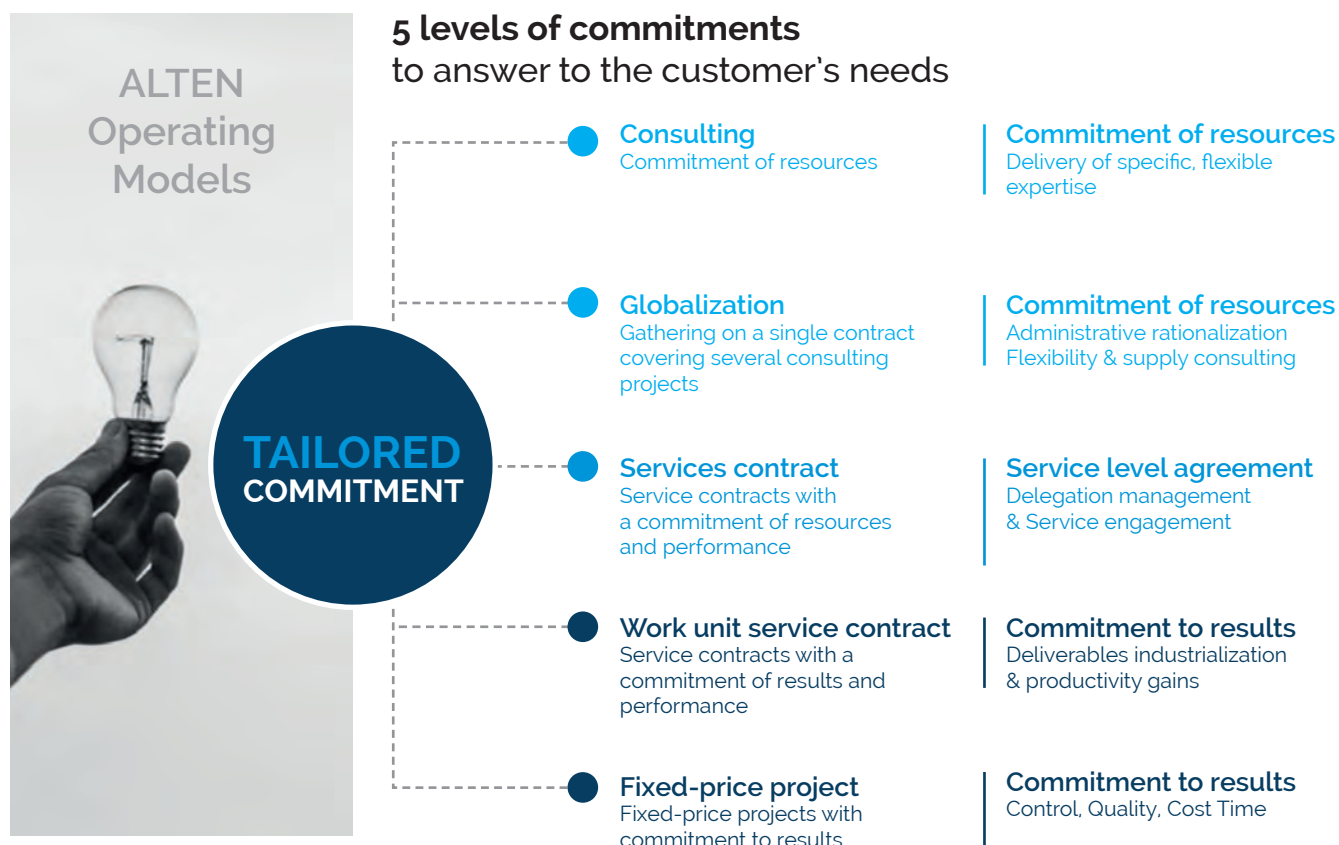 ALTEN
Operating
Models
5 levels of commitments
to answer to the customer's needs
TAILORED
COMMITMENT
Consulting
Commitment of resources
Commitment of resources
Delivery of specific, flexible
expertise
Globalization
Gathering on a single contract
covering several consulting
projects
Commitment of resources
Administrative rationalization
Flexibility & supply consulting
Services contract
Service contracts with
a commitment of resources
and performance
Service level agreement
Delegation management
& Service engagement
Work unit service contract
Service contracts with a
commitment of results and
performance
Commitment to results
Deliverables industrialization
& productivity gains
Fixed-price project
Fixed-price projects with
commitment to results
Commitment to results
Control, Quality, Cost Time